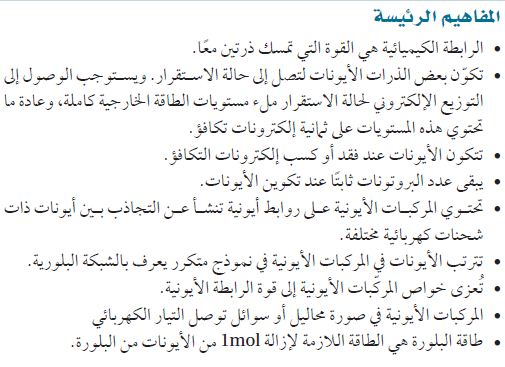 المفاهيم الرئيسة
• الرابطة الكيميائية هي القوة التي تمسك ذرتين معًا.
• تكوّن بعض الذرات الأيونات لتصل إلى حالة الاستقرار. ويستوجب الوصول إلى
التوزيع الإلكتروني لحالة الاستقرار ملء مستويات الطاقة الخارجية كاملة، وعادة ما
تحتوي هذه المستويات على ثمانية إلكترونات تكافؤ.
• تتكون الأيونات عند فقد أو كسب إلكترونات التكافؤ.
• يبقى عدد البروتونات ثابتًا عند تكوين الأيونات.
• تحتوي المركبات الأيونية على روابط أيونية تنشأ عن التجاذب بين أيونات ذات
شحنات كهربائية مختلفة.
• تترتب الأيونات في المركبات الأيونية في نموذج متكرر يعرف بالشبكة البلورية.
• تُعزى خواص المركبات الأيونية إلى قوة الرابطة الأيونية.
• المركبات الأيونية في صورة محاليل أو سوائل توصل التيار الكهربائي
• طاقة البلورة هي الطاقة اللازمة لإزالة 1mol من الأيونات من البلورة.